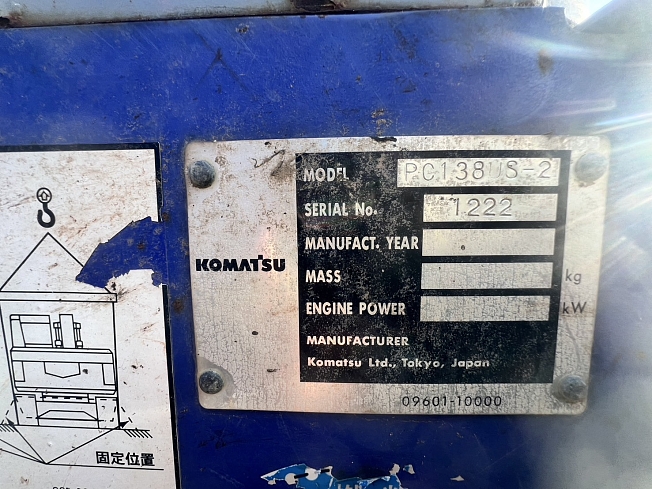 MODEL PC138US-2
SERIAL No. 1222
MANUFACT. YEAR
KOMATSU
MASS kg
ENGINE POWER kW
MANUFACTURER
Komatsu Ltd., Tokyo, Japan
09601-10000
固定位置